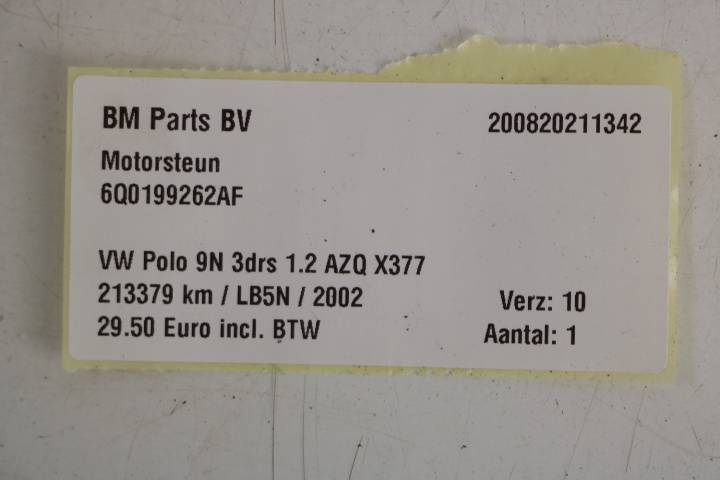 BM Parts BV 200820211342
Motorsteun
6Q0199262AF
VW Polo 9N 3drs 1.2 AZQ X377
213379 km / LB5N / 2002 Verz: 10
29.50 Euro incl. BTW Aantal: 1